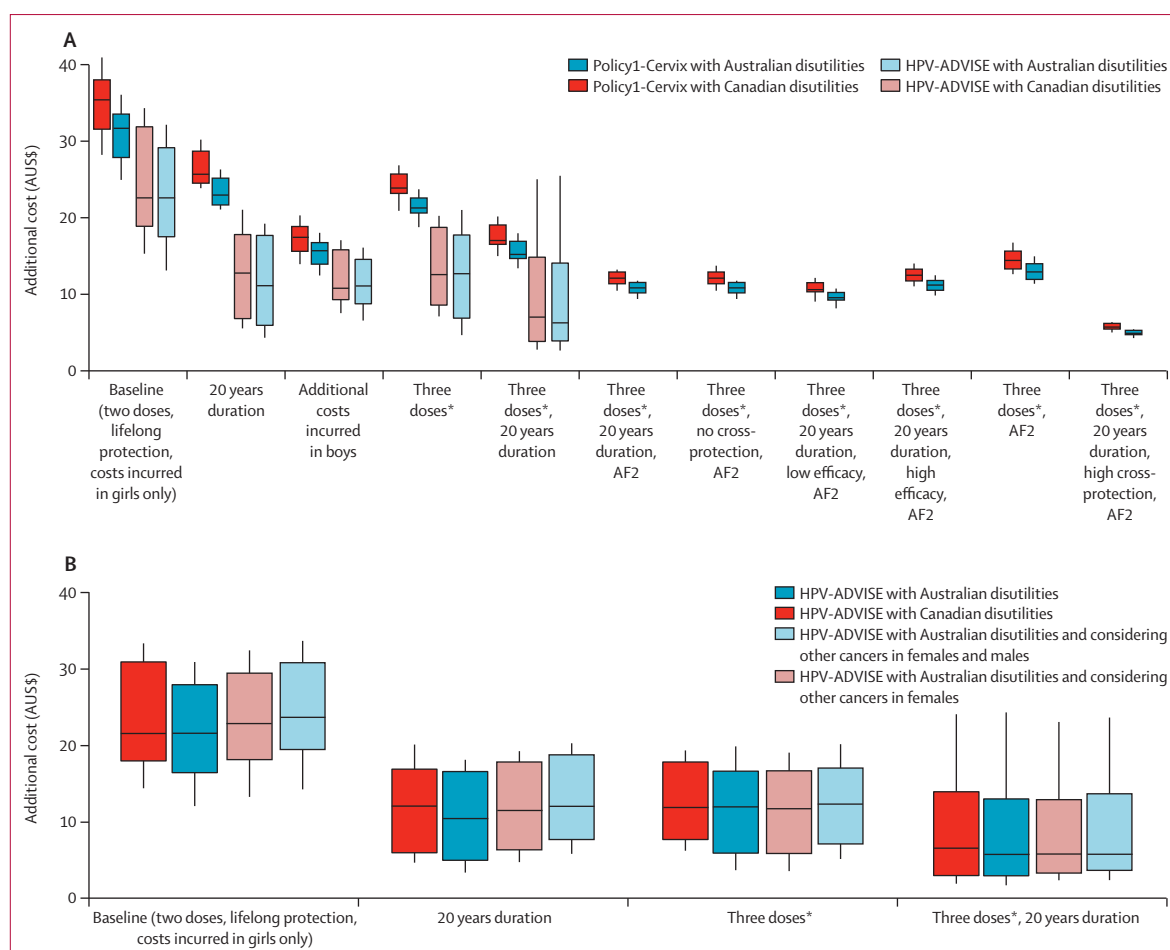 A
Policy1-Cervix with Australian disutilities
Policy1-Cervix with Canadian disutilities
HPV-ADVISE with Australian disutilities
HPV-ADVISE with Canadian disutilities
Additional cost (AUS$)
40
30
20
10
0
Baseline
(two doses,
lifelong
protection,
costs incurred
in girls only)
20 years
duration
Additional
costs
incurred
in boys
Three
doses*
Three
doses*,
20 years
duration
Three
doses*,
20 years
duration,
AF2
Three
doses*,
no cross-
protection,
AF2
Three
doses*,
20 years
duration,
low efficacy,
AF2
Three
doses*,
20 years
duration,
high
efficacy,
AF2
Three
doses*,
AF2
Three
doses*, 20
years
duration,
high cross-
protection,
AF2
B
HPV-ADVISE with Australian disutilities
HPV-ADVISE with Canadian disutilities
HPV-ADVISE with Australian disutilities and considering
other cancers in females and males
HPV-ADVISE with Australian disutilities and considering
other cancers in females
Additional cost (AUS$)
40
30
20
10
0
Baseline (two doses, lifelong protection,
costs incurred in girls only)
20 years duration
Three doses*
Three doses*, 20 years duration